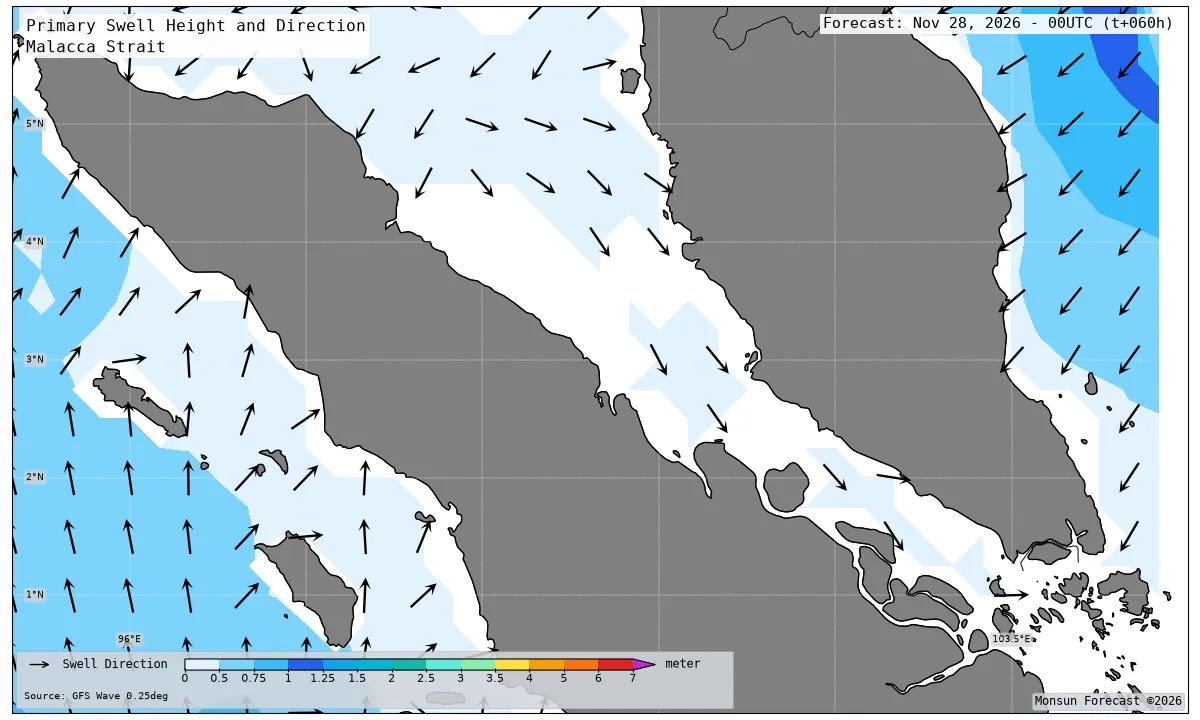 Primary Swell Height and Direction
Malacca Strait
Forecast: Nov 28, 2026 - 00UTC (t+060h)
5°N
4°N
3°N
2°N
1°N
96°E
103.5°E
Swell Direction
0 0.5 0.75 1 1.25 1.5 2 2.5 3 3.5 4 5 6 7
meter
Source: GFS Wave 0.25deg
Monsun Forecast ©2026